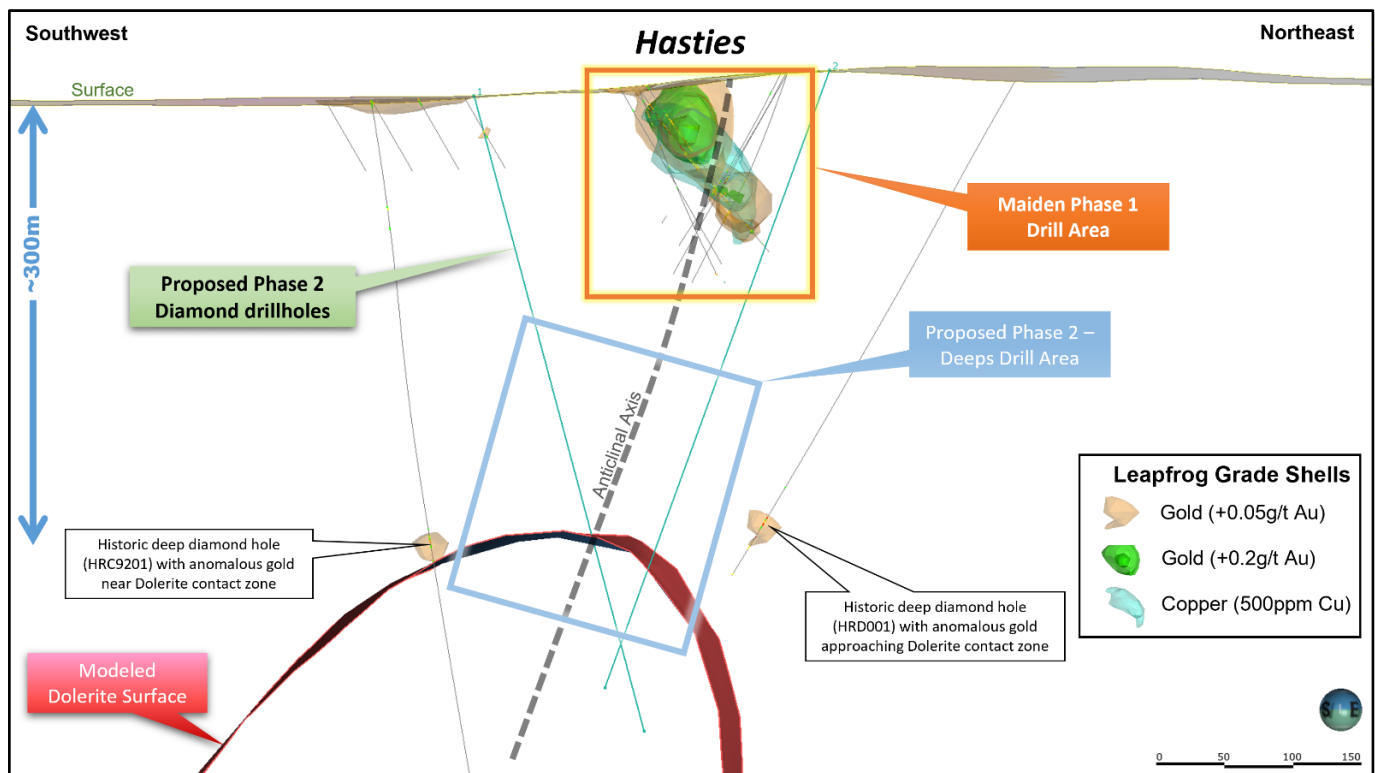 Southwest
Hasties
Northeast
Surface
1
2
~300m
Maiden Phase 1
Drill Area
Proposed Phase 2
Diamond drillholes
Proposed Phase 2 –
Deeps Drill Area
Anticlinal Axis
Leapfrog Grade Shells
Gold (+0.05g/t Au)
Gold (+0.2g/t Au)
Copper (500ppm Cu)
Historic deep diamond hole
(HRC9201) with anomalous gold
near Dolerite contact zone
Historic deep diamond hole
(HRD001) with anomalous gold
approaching Dolerite contact zone
Modeled
Dolerite Surface
S E
0 50 100 150